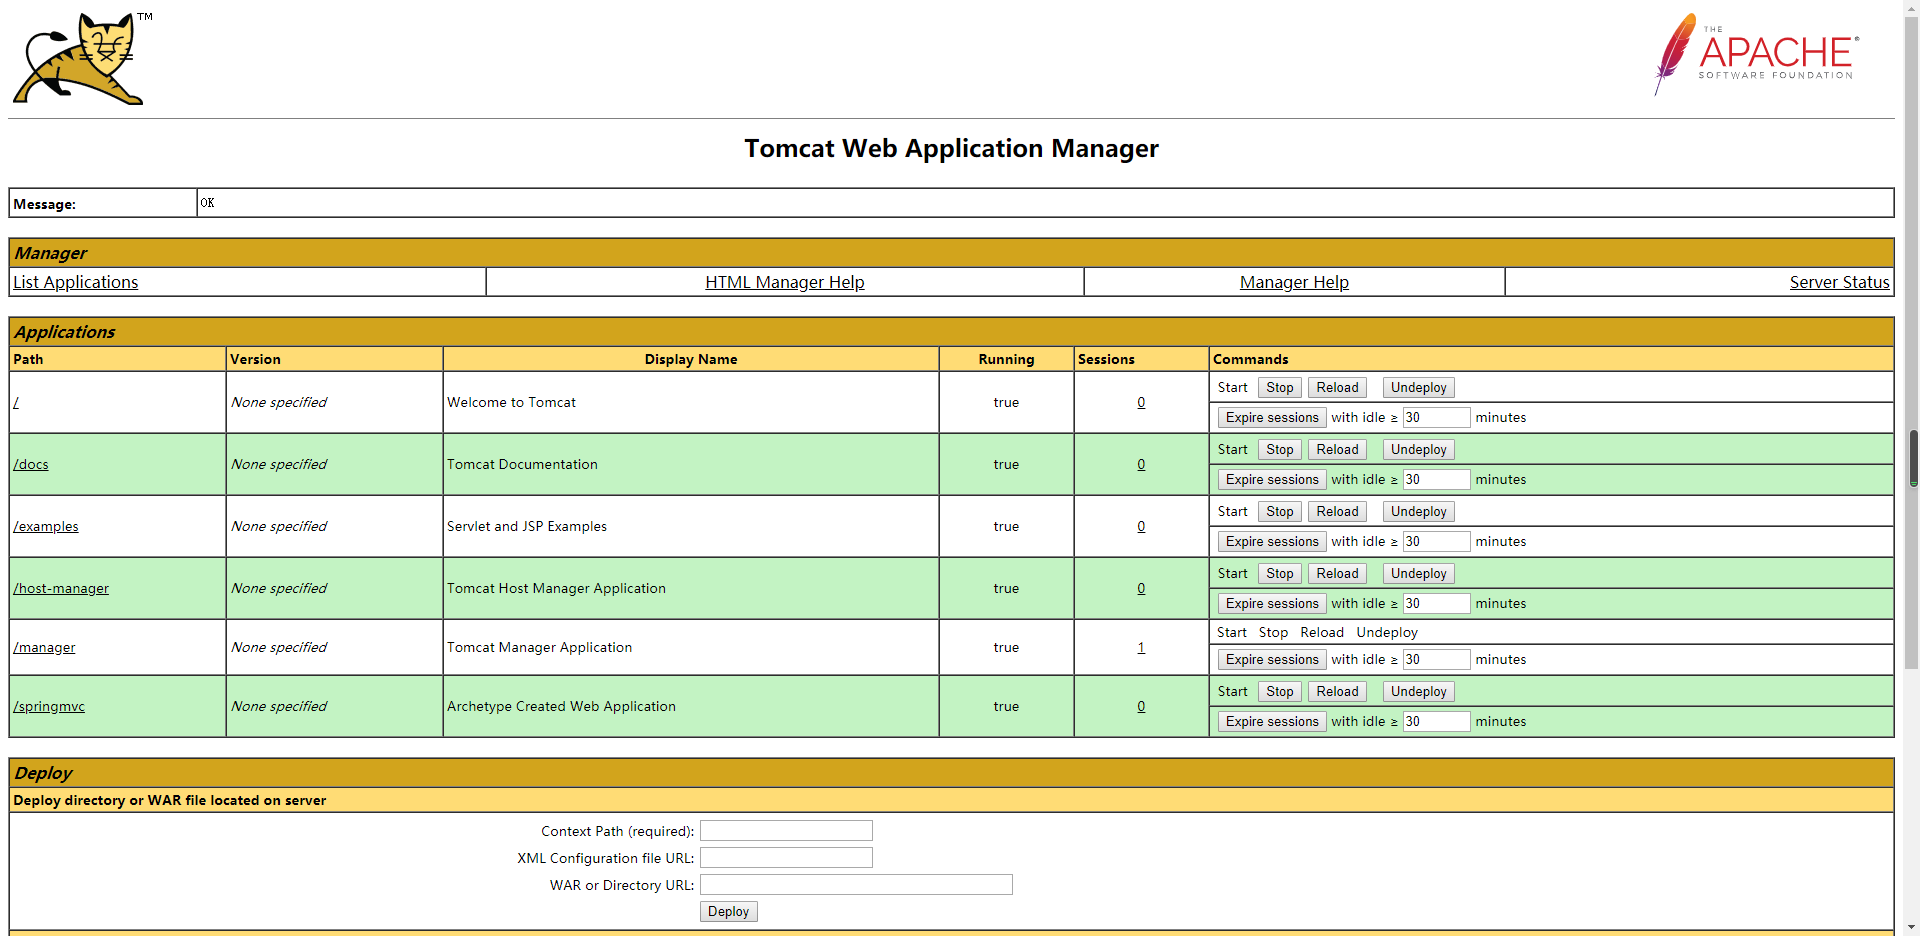 TM
THE
APACHE®
SOFTWARE FOUNDATION
Tomcat Web Application Manager
Message: OK
Manager
List Applications HTML Manager Help Manager Help Server Status
Applications
Path Version Display Name Running Sessions Commands
/ None specified Welcome to Tomcat true 0 Start Stop Reload Undeploy
Expire sessions with idle ≥ 30 minutes
/docs None specified Tomcat Documentation true 0 Start Stop Reload Undeploy
Expire sessions with idle ≥ 30 minutes
/examples None specified Servlet and JSP Examples true 0 Start Stop Reload Undeploy
Expire sessions with idle ≥ 30 minutes
/host-manager None specified Tomcat Host Manager Application true 0 Start Stop Reload Undeploy
Expire sessions with idle ≥ 30 minutes
/manager None specified Tomcat Manager Application true 1 Start Stop Reload Undeploy
Expire sessions with idle ≥ 30 minutes
/springmvc None specified Archetype Created Web Application true 0 Start Stop Reload Undeploy
Expire sessions with idle ≥ 30 minutes
Deploy
Deploy directory or WAR file located on server
Context Path (required):
XML Configuration file URL:
WAR or Directory URL:
Deploy